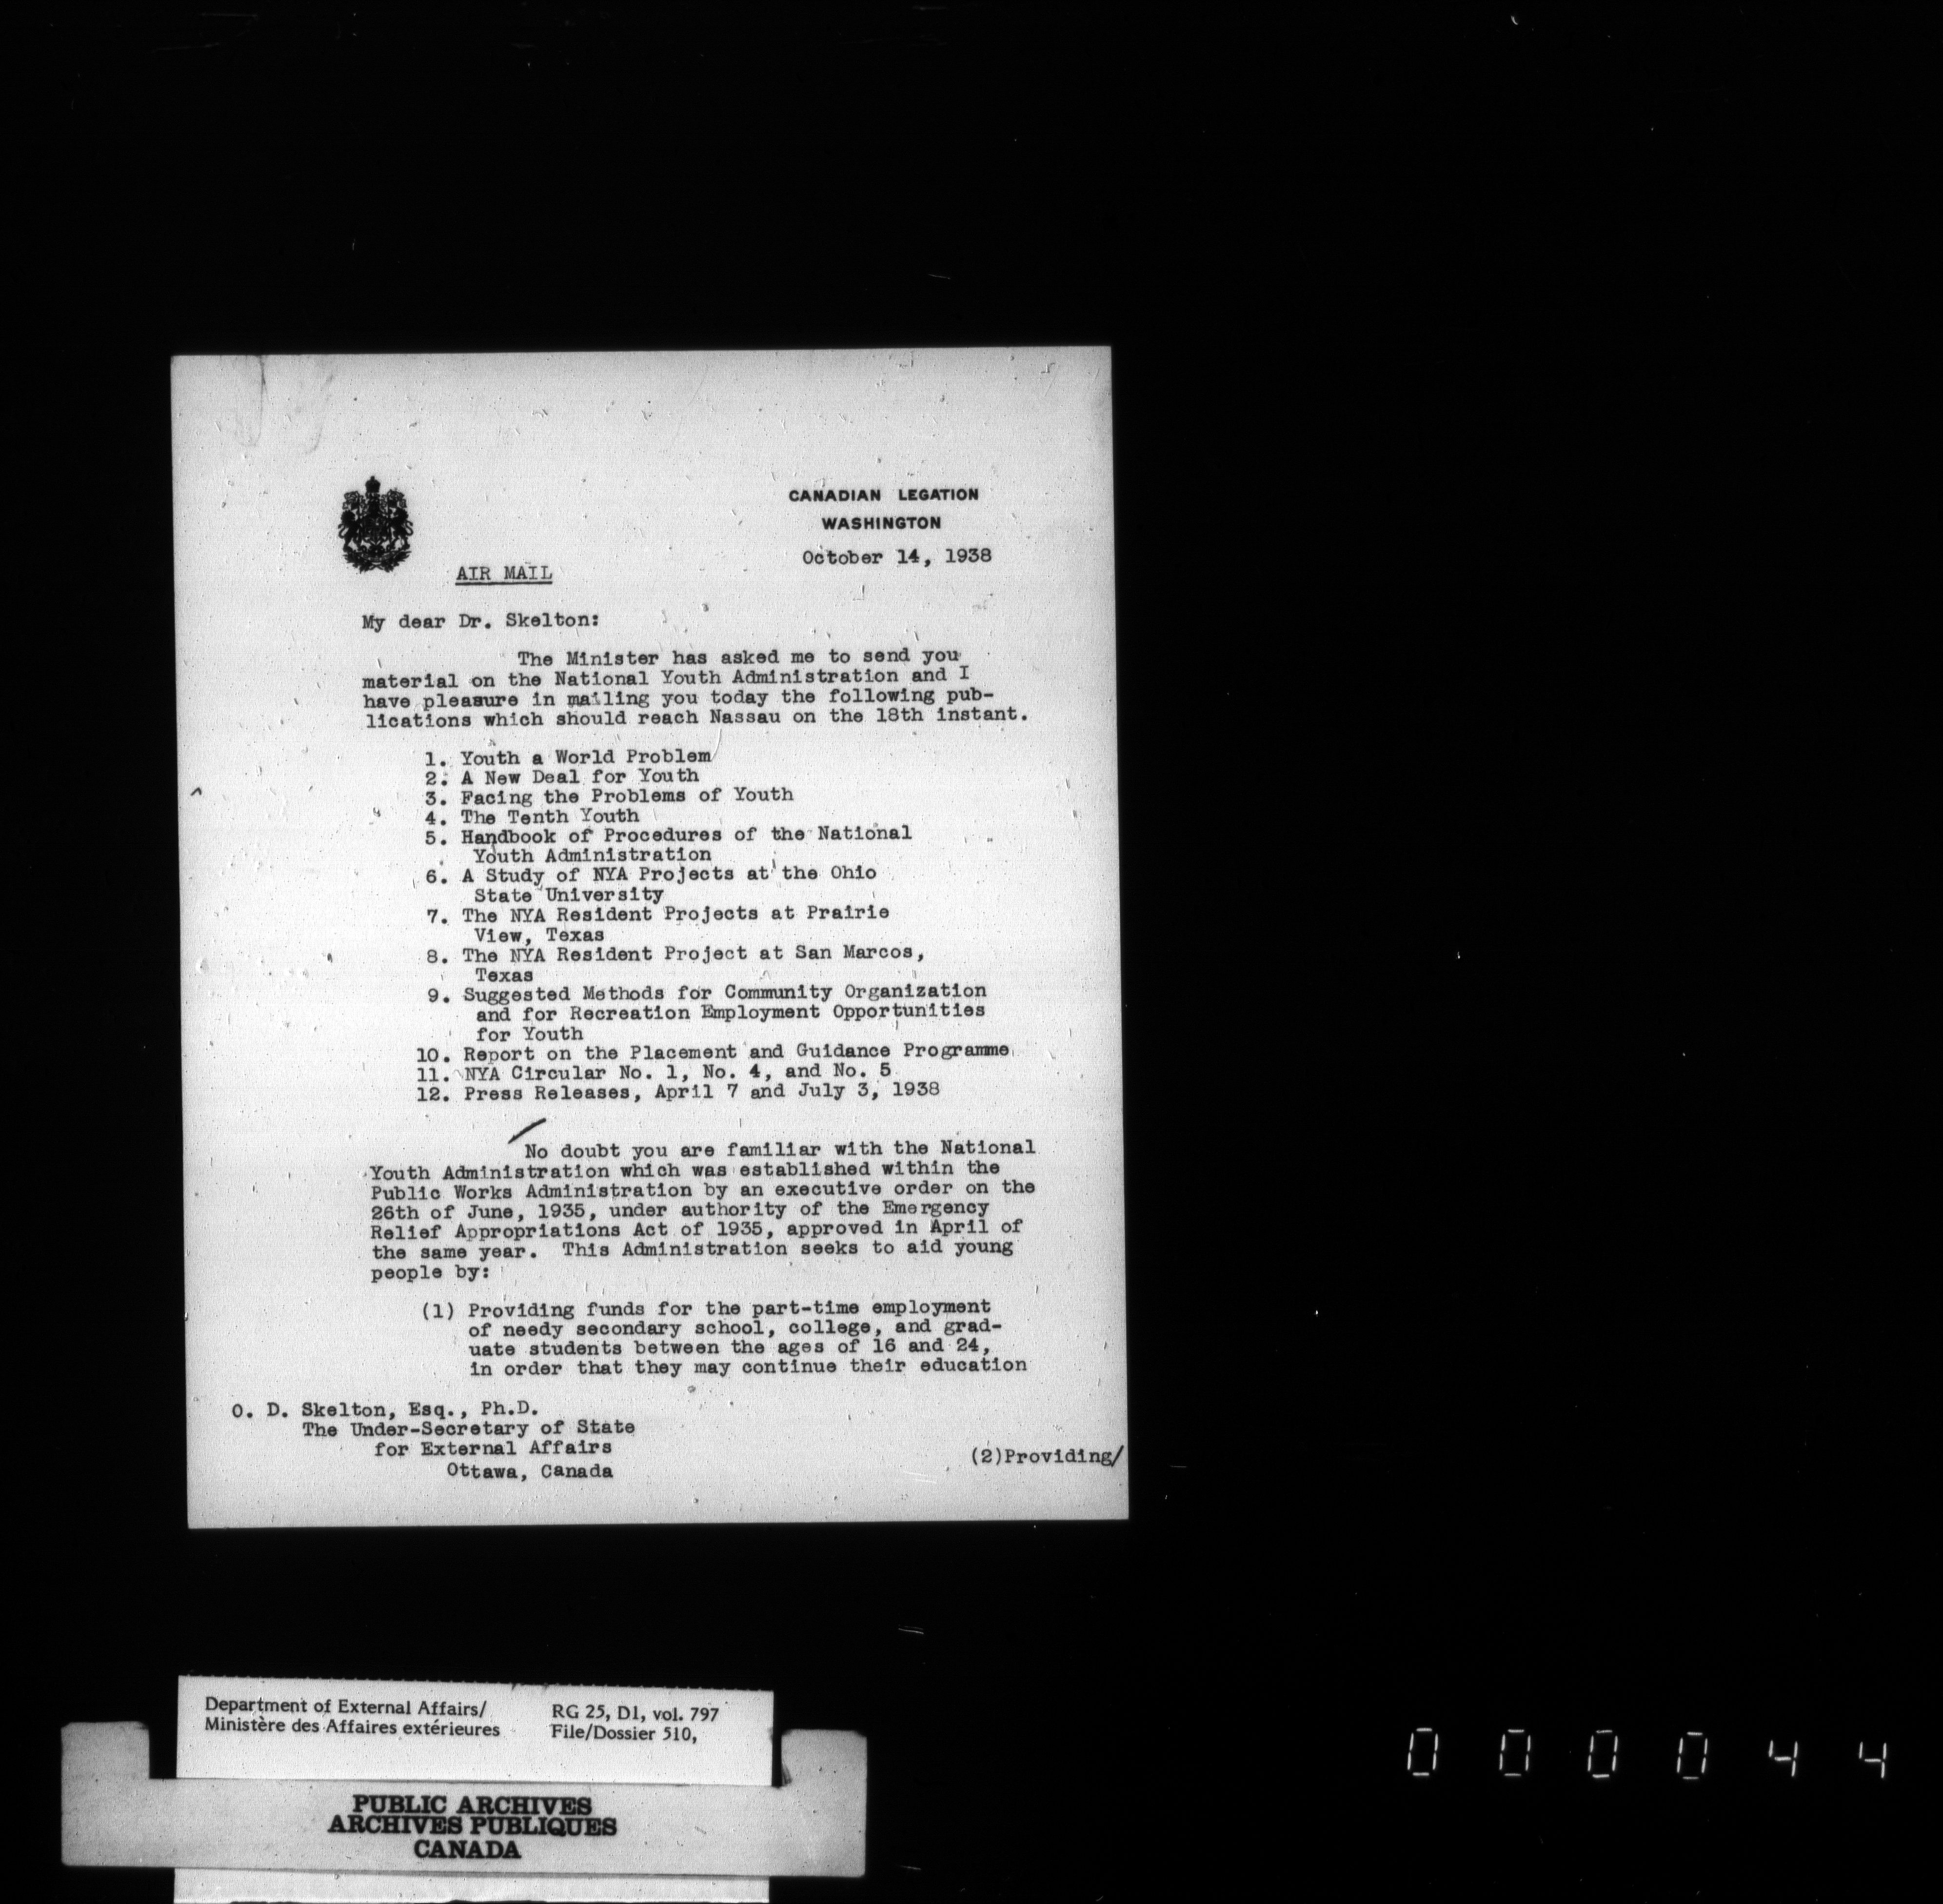 CANADIAN LEGATION
WASHINGTON
October 14, 1938
AIR MAIL
My dear Dr. Skelton:
The Minister has asked me to send you
material on the National Youth Administration and I
have pleasure in mailing you today the following pub-
lications which should reach Nassau on the 18th instant.
1. Youth a World Problem
2. A New Deal for Youth
3. Facing the Problems of Youth
4. The Tenth Youth
5. Handbook of Procedures of the National
Youth Administration
6. A Study of NYA Projects at the Ohio
State University
7. The NYA Resident Projects at Prairie
View, Texas
8. The NYA Resident Project at San Marcos,
Texas
9. Suggested Methods for Community Organization
and for Recreation Employment Opportunities
for Youth
10. Report on the Placement and Guidance Programme
11. NYA Circular No. 1, No. 4, and No. 5
12. Press Releases, April 7 and July 3, 1938
No doubt you are familiar with the National
Youth Administration which was established within the
Public Works Administration by an executive order on the
26th of June, 1935, under authority of the Emergency
Relief Appropriations Act of 1935, approved in April of
the same year. This Administration seeks to aid young
people by:
(1) Providing funds for the part-time employment
of needy secondary school, college, and grad-
uate students between the ages of 16 and 24,
in order that they may continue their education
O. D. Skelton, Esq., Ph.D.
The Under-Secretary of State
for External Affairs
Ottawa, Canada
(2)Providing/
Department of External Affairs/
Ministère des Affaires extérieures
RG 25, D1, vol. 797
File/Dossier 510,
PUBLIC ARCHIVES
ARCHIVES PUBLIQUES
CANADA
000044